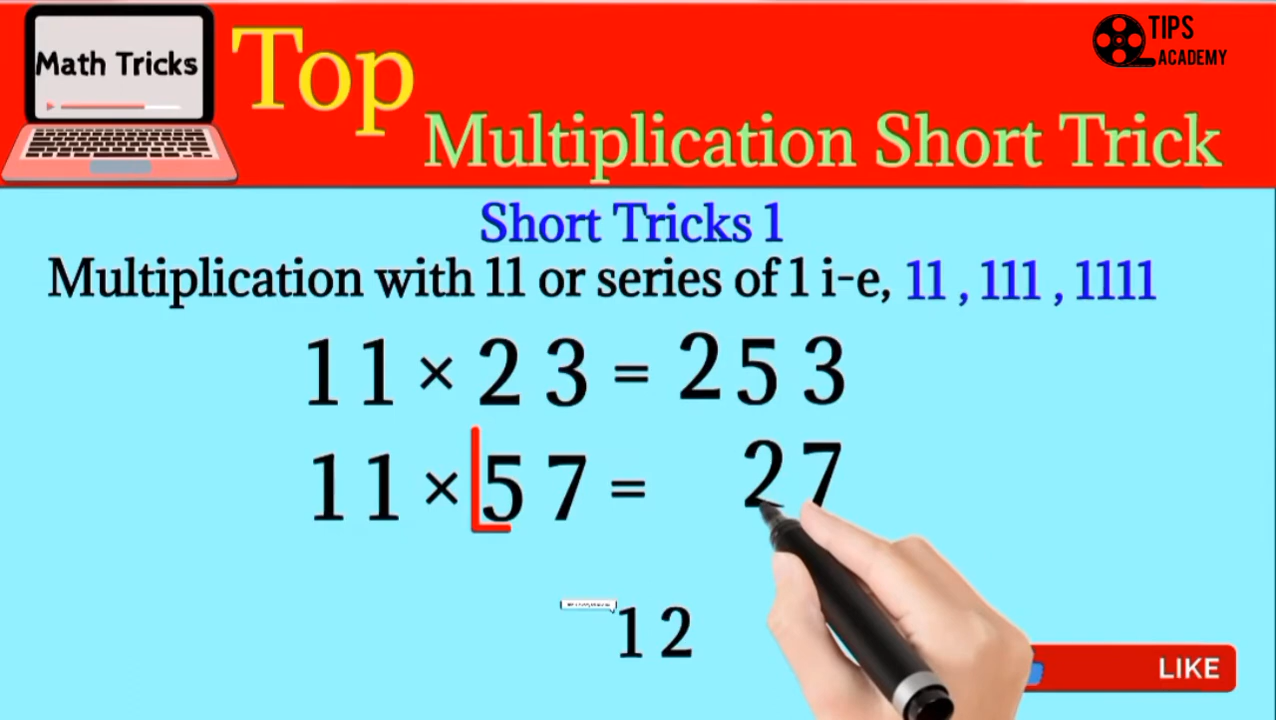 Math Tricks
Top
TIPS
ACADEMY
Multiplication Short Trick
Short Tricks 1
Multiplication with 11 or series of 1 i-e, 11 , 111 , 1111
11 × 23 = 253
11 × 57 = 27
12
LIKE